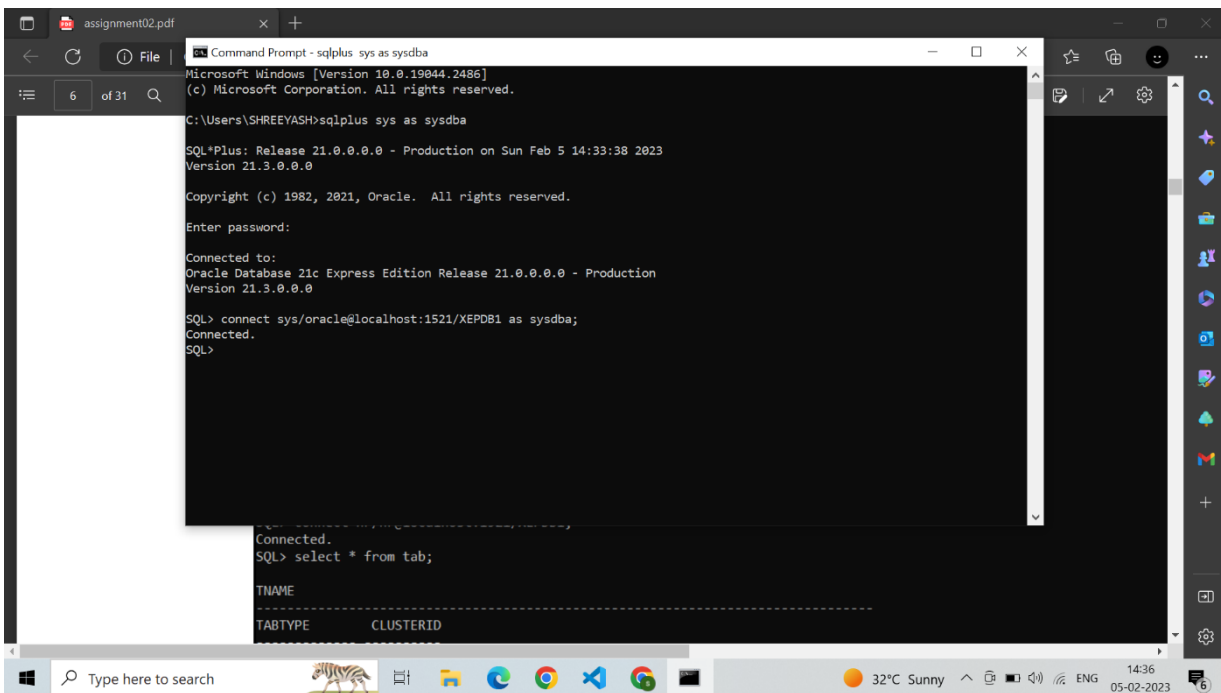 assignment02.pdf
File
6 of 31
Command Prompt - sqlplus sys as sysdba
Microsoft Windows [Version 10.0.19044.2486]
(c) Microsoft Corporation. All rights reserved.
C:\Users\SHREEYASH>sqlplus sys as sysdba
SQL*Plus: Release 21.0.0.0.0 - Production on Sun Feb 5 14:33:38 2023
Version 21.3.0.0.0
Copyright (c) 1982, 2021, Oracle.  All rights reserved.
Enter password:
Connected to:
Oracle Database 21c Express Edition Release 21.0.0.0.0 - Production
Version 21.3.0.0.0
SQL> connect sys/oracle@localhost:1521/XEPDB1 as sysdba;
Connected.
SQL>
Connected.
SQL> select * from tab;
TNAME
--------------------------------------------------------------------------------
TABTYPE CLUSTERID
Type here to search
32°C Sunny
ENG
14:36
05-02-2023
6